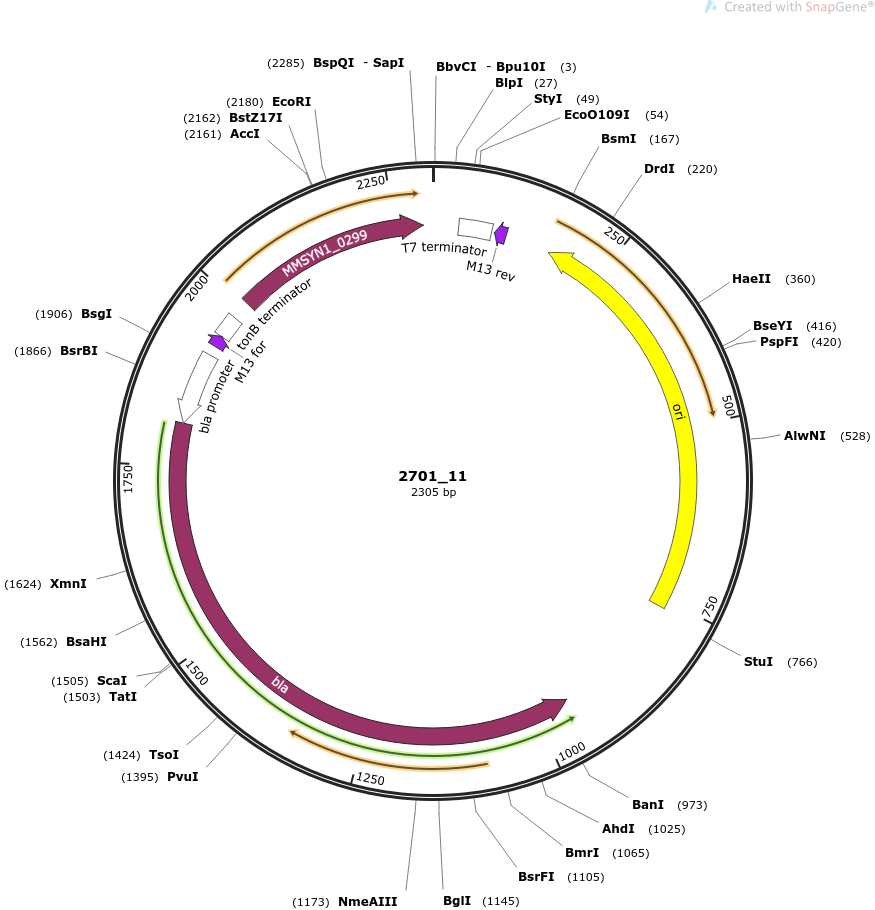 Created with SnapGene®
(2285) BspQI - SapI
BbvCI - Bpu10I (3)
BlpI (27)
(2180) EcoRI
StyI (49)
(2162) BstZ17I
EcoO109I (54)
(2161) AccI
BsmI (167)
DrdI (220)
2250
250
MMSYN1_0299
T7 terminator
M13 rev
HaeII (360)
2000
tonB terminator
(1906) BsgI
BseYI (416)
PspFI (420)
(1866) BsrBI
M13 for
bla promoter
500
ori
AlwNI (528)
1750
2701_11
2305 bp
(1624) XmnI
750
(1562) BsaHI
StuI (766)
(1505) ScaI
(1503) TatI
1500
bla
(1424) TsoI
1000
(1395) PvuI
1250
BanI (973)
AhdI (1025)
BmrI (1065)
BsrFI (1105)
(1173) NmeAIII
BglI (1145)